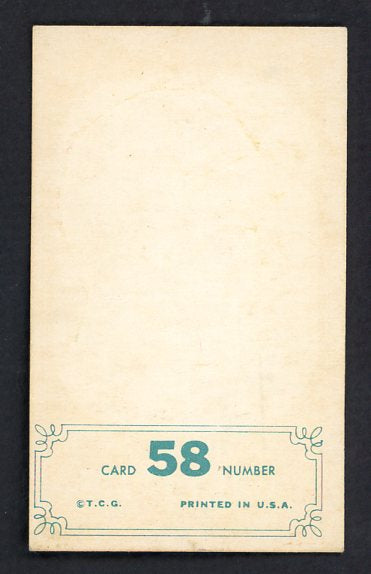 CARD 58 NUMBER
©T.C.G. PRINTED IN U.S.A.